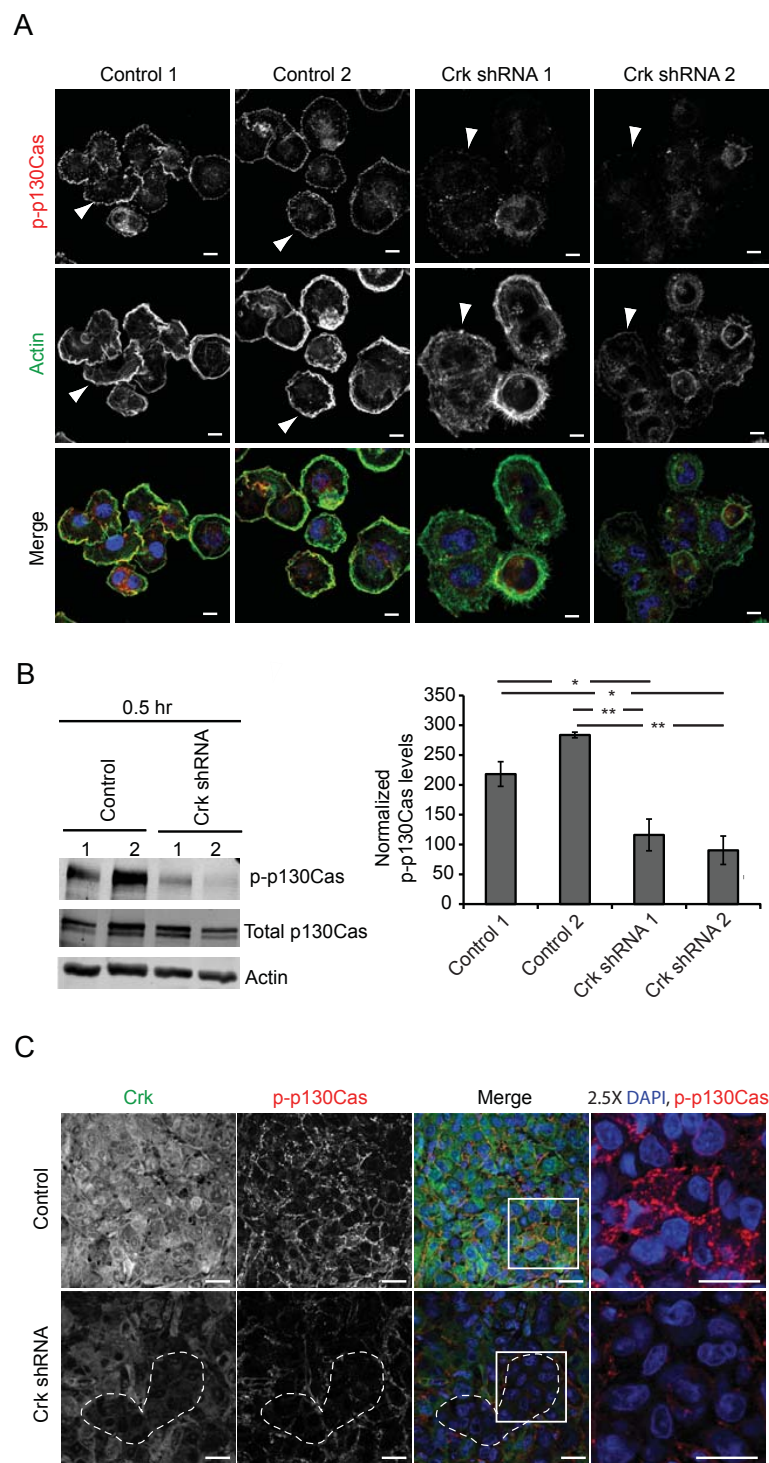 A
Control 1 Control 2 Crk shRNA 1 Crk shRNA 2
p-p130Cas
Actin
Merge
B
0.5 hr
Control Crk shRNA
1 2 1 2
p-p130Cas
Total p130Cas
Actin
*
*
**
**
Normalized
p-p130Cas levels
350
300
250
200
150
100
50
0
Control 1 Control 2 Crk shRNA 1 Crk shRNA 2
C
Crk p-p130Cas Merge 2.5X DAPI, p-p130Cas
Control
Crk shRNA